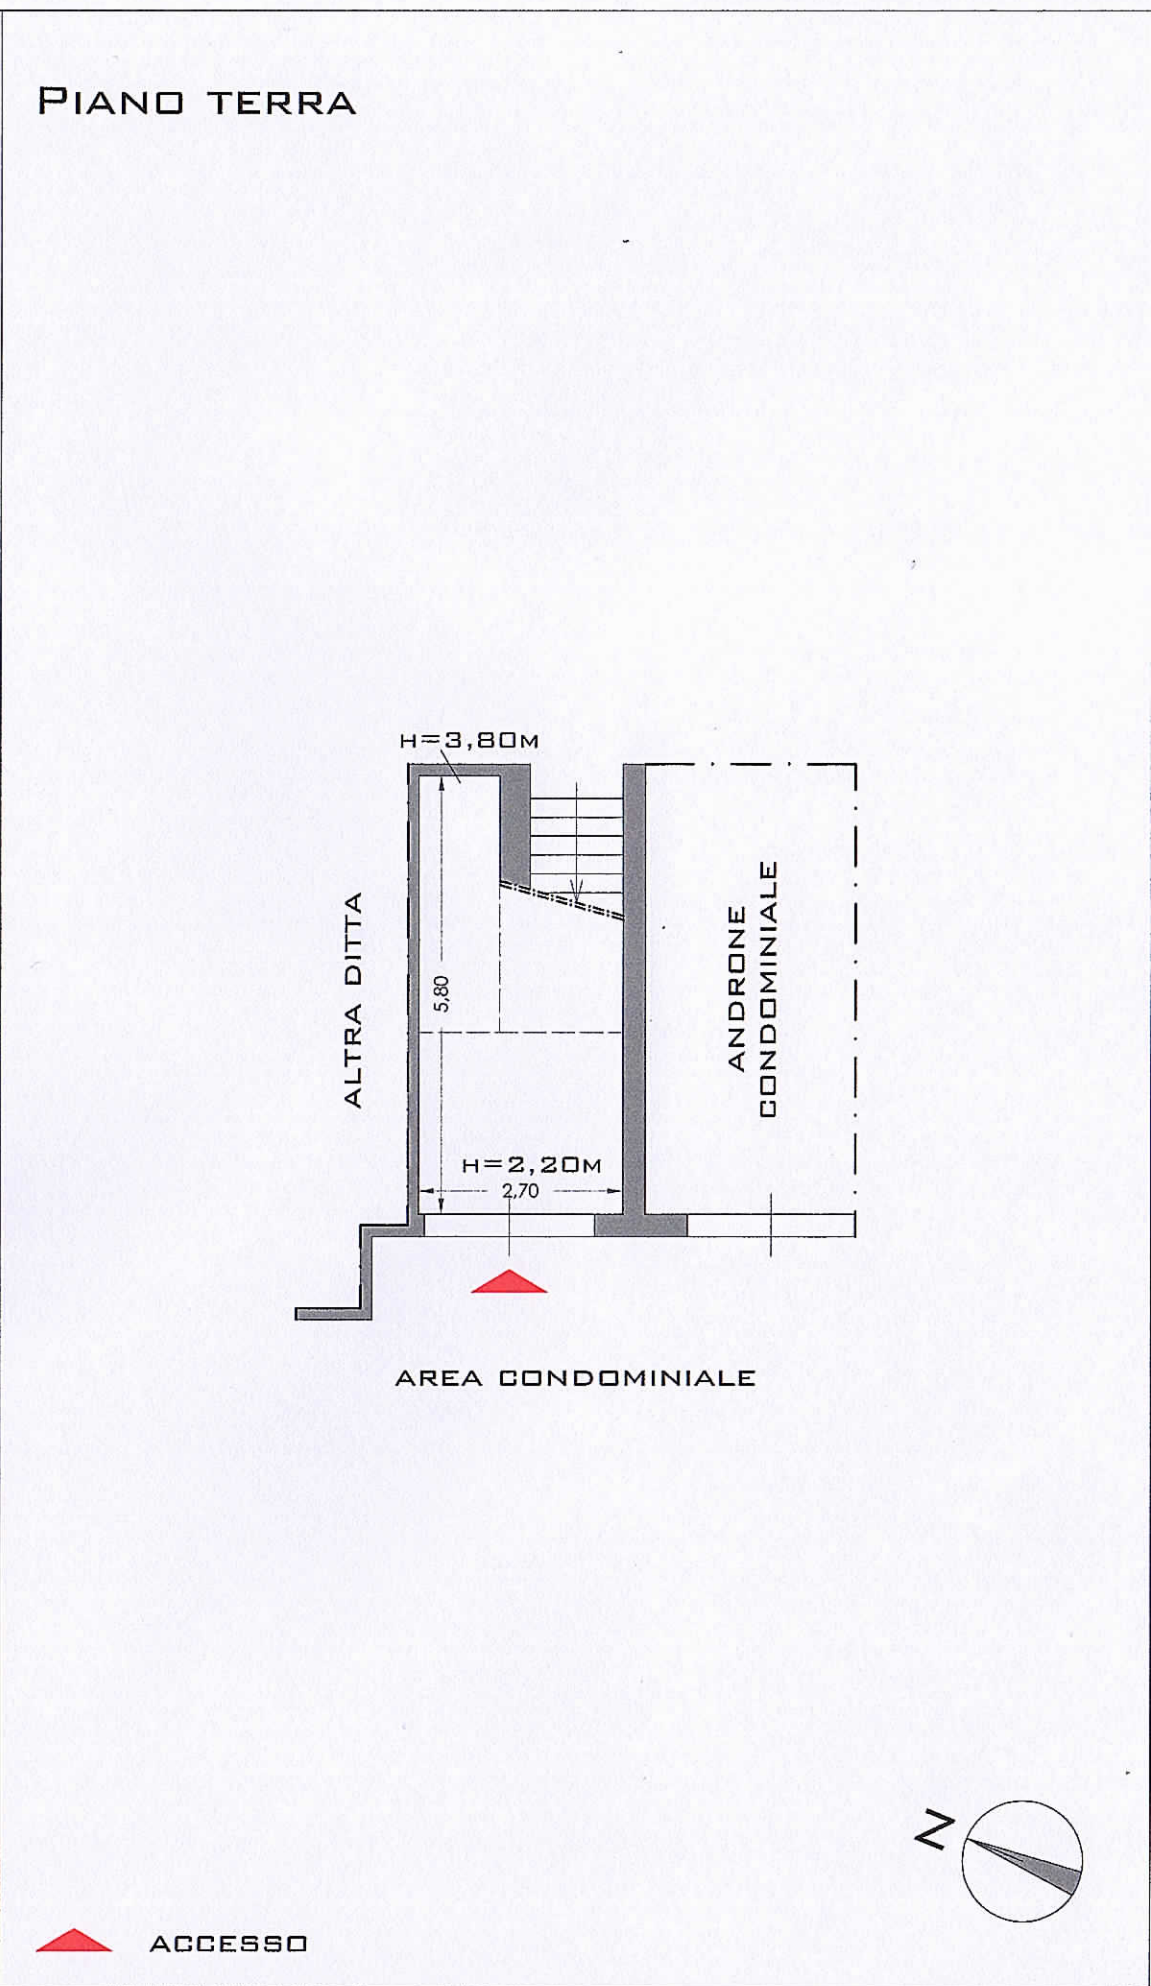 PIANO TERRA
H=3,80M
5,80
ALTRA DITTA
ANDRONE
CONDOMINIALE
H=2,20M
2,70
AREA CONDOMINIALE
N
ACCESSO